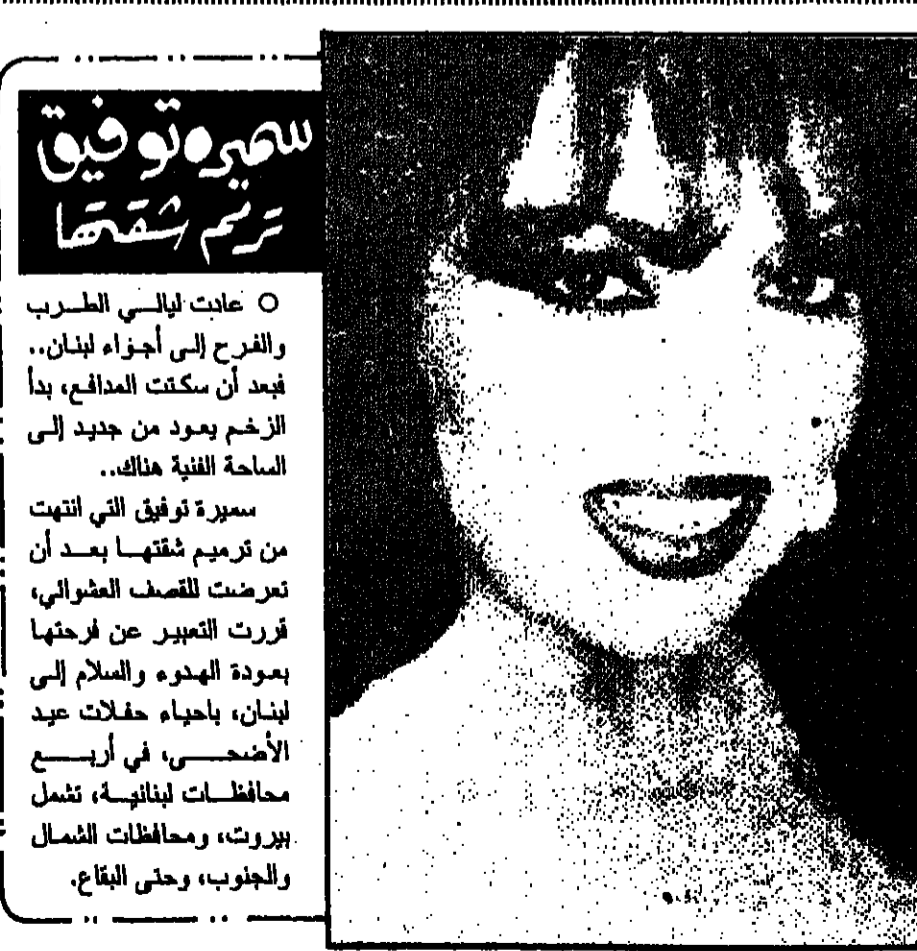 سميره توفيق
ترمم شقتها
○ عادت ليالي الطرب
والفرح إلى أجواء لبنان..
فبعد أن سكتت المدافع، بدأ
الزخم يعود من جديد إلى
الساحة الفنية هناك..
سميرة توفيق التي انتهت
من ترميم شقتها بعد أن
تعرضت للقصف العشوائي،
قررت التعبير عن فرحتها
بعودة الهدوء والسلام إلى
لبنان، باحياء حفلات عيد
الأضحى، في أربع
محافظات لبنانية، تشمل
بيروت، ومحافظات الشمال
والجنوب، وحتى البقاع.